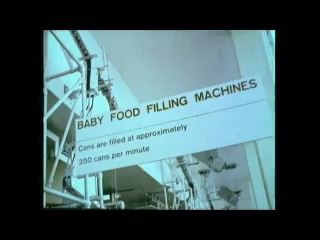 BABY FOOD FILLING MACHINES
Cans are filled at approximately
350 cans per minute